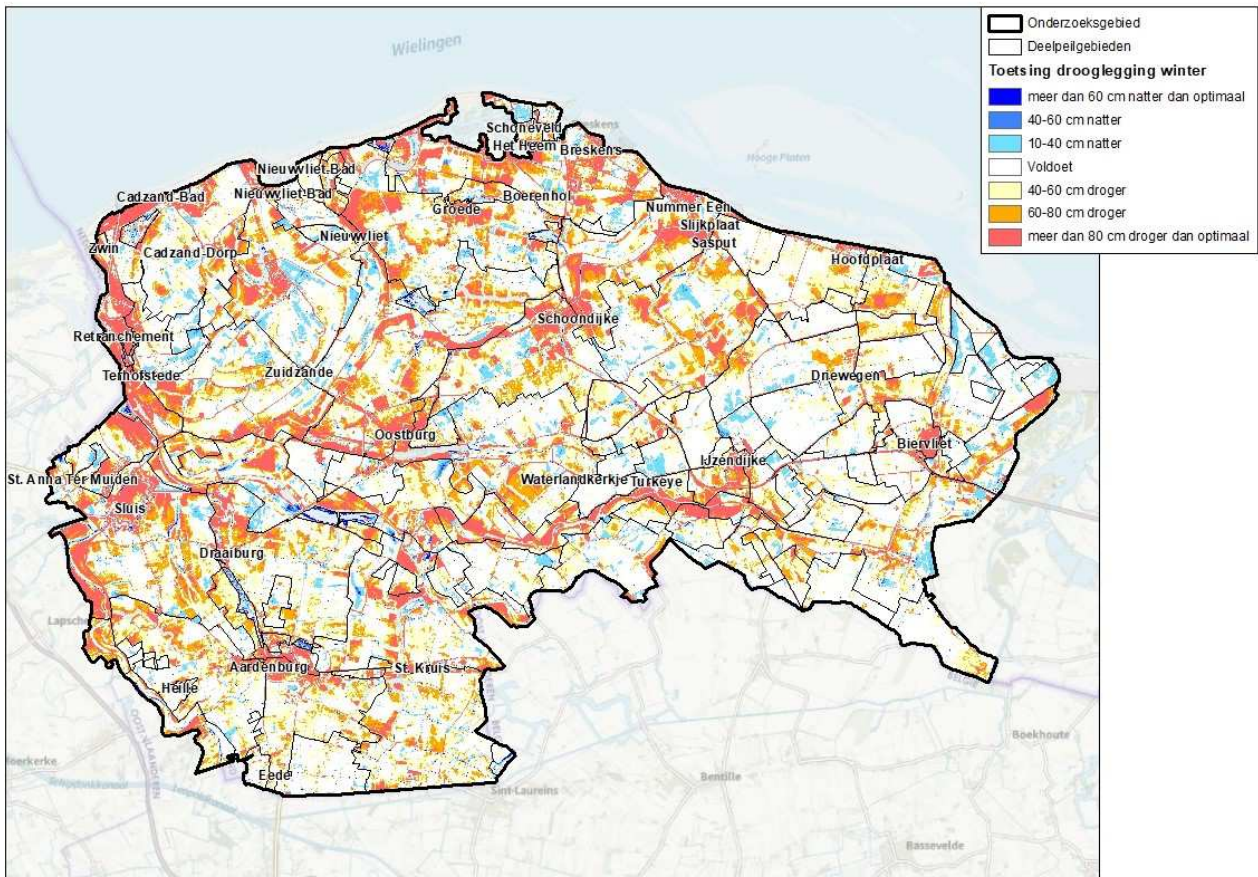 Wielingen
Onderzoeksgebied
Deelpeilgebieden
Toetsing drooglegging winter
meer dan 60 cm natter dan optimaal
40-60 cm natter
10-40 cm natter
Voldoet
40-60 cm droger
60-80 cm droger
meer dan 80 cm droger dan optimaal
Schoneveld
Het Heem
Breskens
Hooge Platen
Nieuwvliet-Bad
Nieuwvliet-Bad
Cadzand-Bad
Boerenhol
Groede
Nummer Een
Slijkplaat
Sasput
Nieuwvliet
Zwin
Cadzand-Dorp
Hoofdplaat
Schoondijke
Retranchement
Terhofstede
Zuidzande
Driewegen
Oostburg
Biervliet
IJzendijke
St. Anna Ter Muiden
Waterlandkerkje
Turkeye
Sluis
Draaiburg
Aardenburg
St. Kruis
Heille
Eede
Boekhoute
Bentille
Sint-Laureins
Bassevelde
OOST-VLAANDEREN